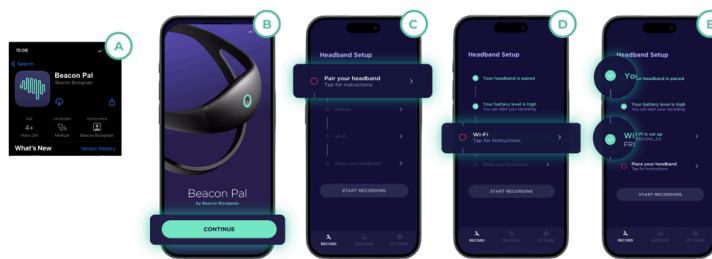 A
15:06
Search
Beacon Pal
Beacon Biosignals
AGE
4+
Years Old
CATEGORY
Medical
DEVELOPER
Beacon Biosignals
What's New
Version History
B
Beacon Pal
by Beacon Biosignals
CONTINUE
C
Headband Setup
Pair your headband
Tap for instructions
Battery
Wi-Fi
Place your headband
START RECORDING
RECORD
SESSIONS
SETTINGS
D
Headband Setup
Your headband is paired
Your battery level is high
You can start your recording
Wi-Fi
Tap for instructions
Place your headband
START RECORDING
RECORD
SESSIONS
SETTINGS
E
Headband Setup
Your headband is paired
Your battery level is high
You can start your recording
Wi-Fi is set up
Place your headband
Tap for instructions
START RECORDING
RECORD
SESSIONS
SETTINGS